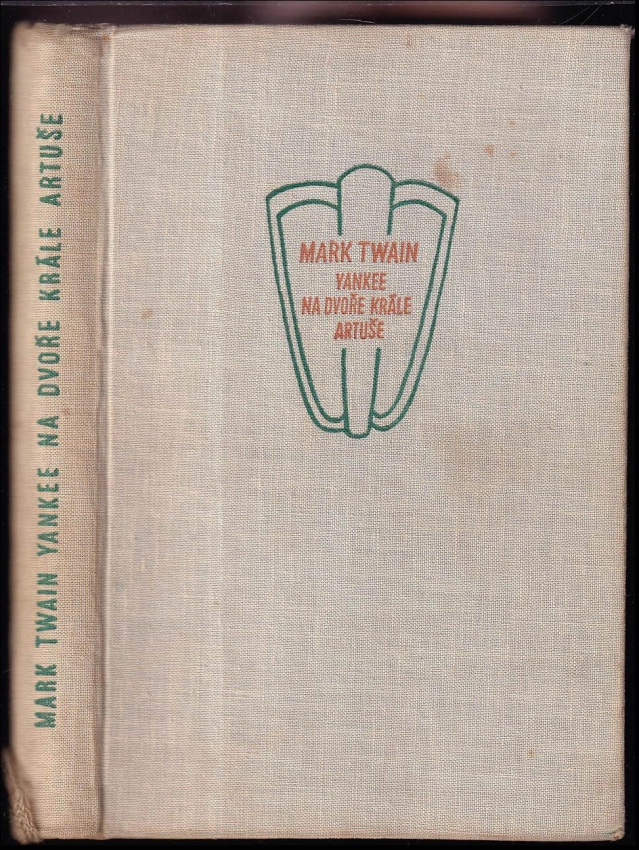 MARK TWAIN YANKEE NA DVOŘE KRÁLE ARTUŠE
MARK TWAIN
YANKEE
NA DVOŘE KRÁLE
ARTUŠE